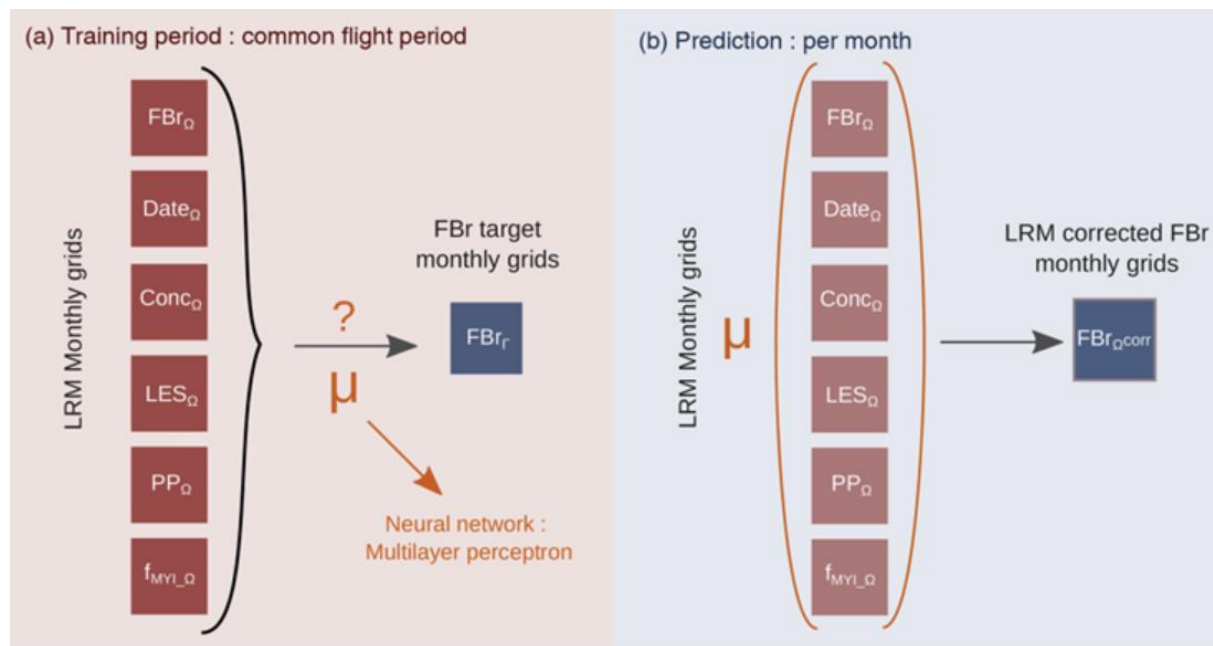 (a) Training period : common flight period
LRM Monthly grids
FBrΩ
DateΩ
ConcΩ
LESΩ
PPΩ
fMYI_Ω
?
μ
Neural network :
Multilayer perceptron
FBr target
monthly grids
FBrΓ
(b) Prediction : per month
LRM Monthly grids
μ
FBrΩ
DateΩ
ConcΩ
LESΩ
PPΩ
fMYI_Ω
LRM corrected FBr
monthly grids
FBrΩcorr